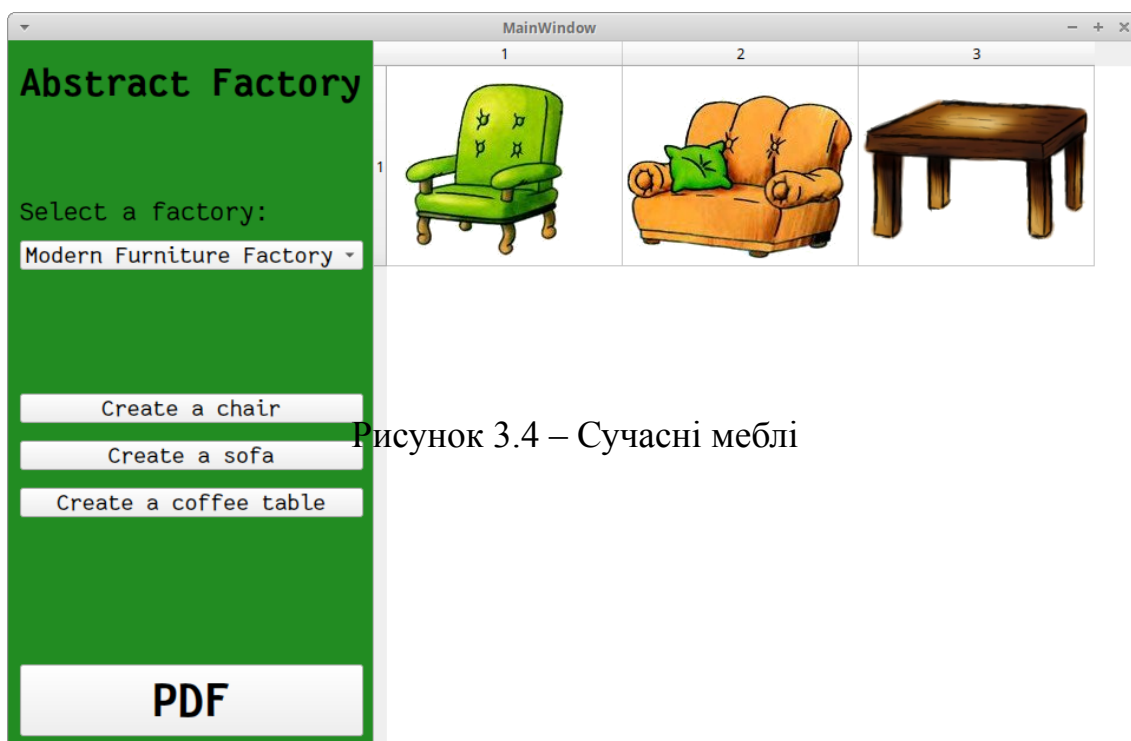 MainWindow
Abstract Factory
Select a factory:
Modern Furniture Factory
Create a chair
Create a sofa
Create a coffee table
PDF
1 2 3
1
Рисунок 3.4 – Сучасні меблі